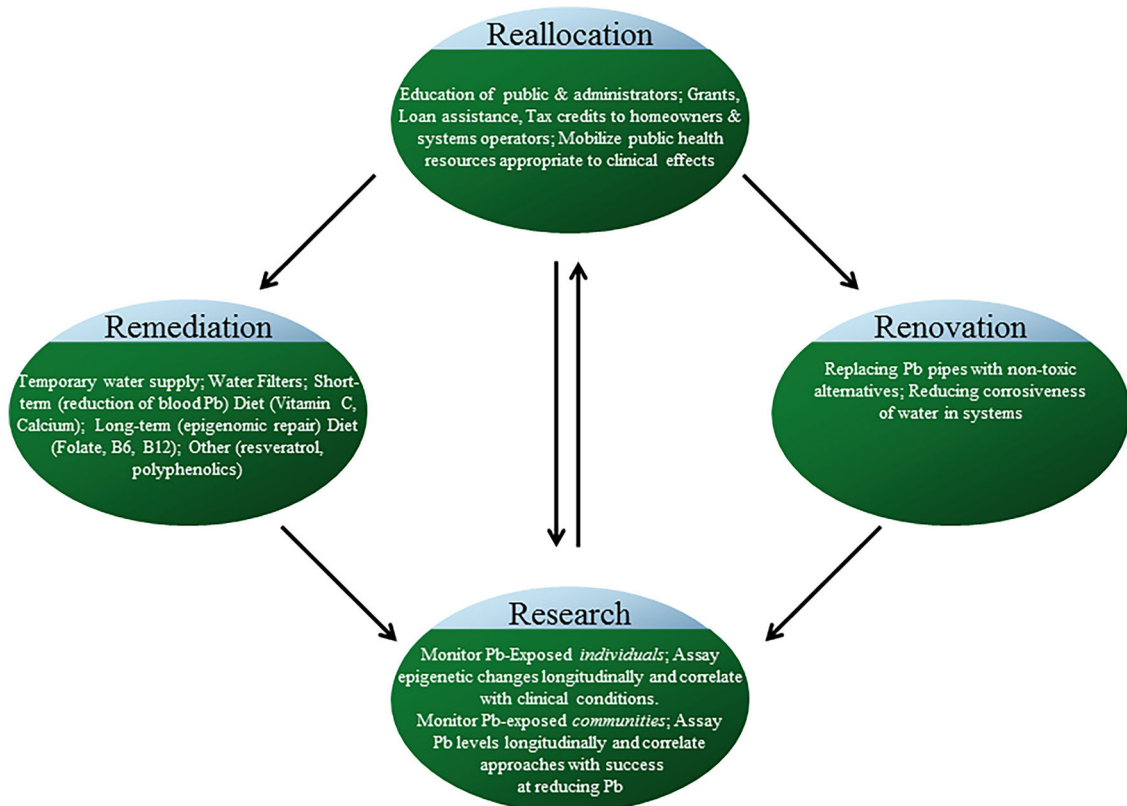 Reallocation
Education of public & administrators; Grants,
Loan assistance, Tax credits to homeowners &
systems operators; Mobilize public health
resources appropriate to clinical effects
Remediation
Temporary water supply; Water Filters; Short-
term (reduction of blood Pb) Diet (Vitamin C,
Calcium); Long-term (epigenomic repair) Diet
(Folate, B6, B12); Other (resveratrol,
polyphenolics)
Renovation
Replacing Pb pipes with non-toxic
alternatives; Reducing corrosiveness
of water in systems
Research
Monitor Pb-Exposed individuals; Assay
epigenetic changes longitudinally and correlate
with clinical conditions.
Monitor Pb-exposed communities; Assay
Pb levels longitudinally and correlate
approaches with success
at reducing Pb